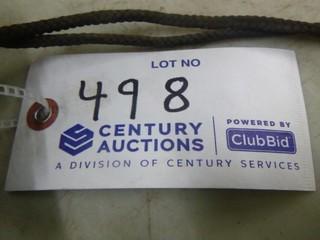 LOT NO
498
CENTURY
AUCTIONS
POWERED BY
ClubBid
A DIVISION OF CENTURY SERVICES